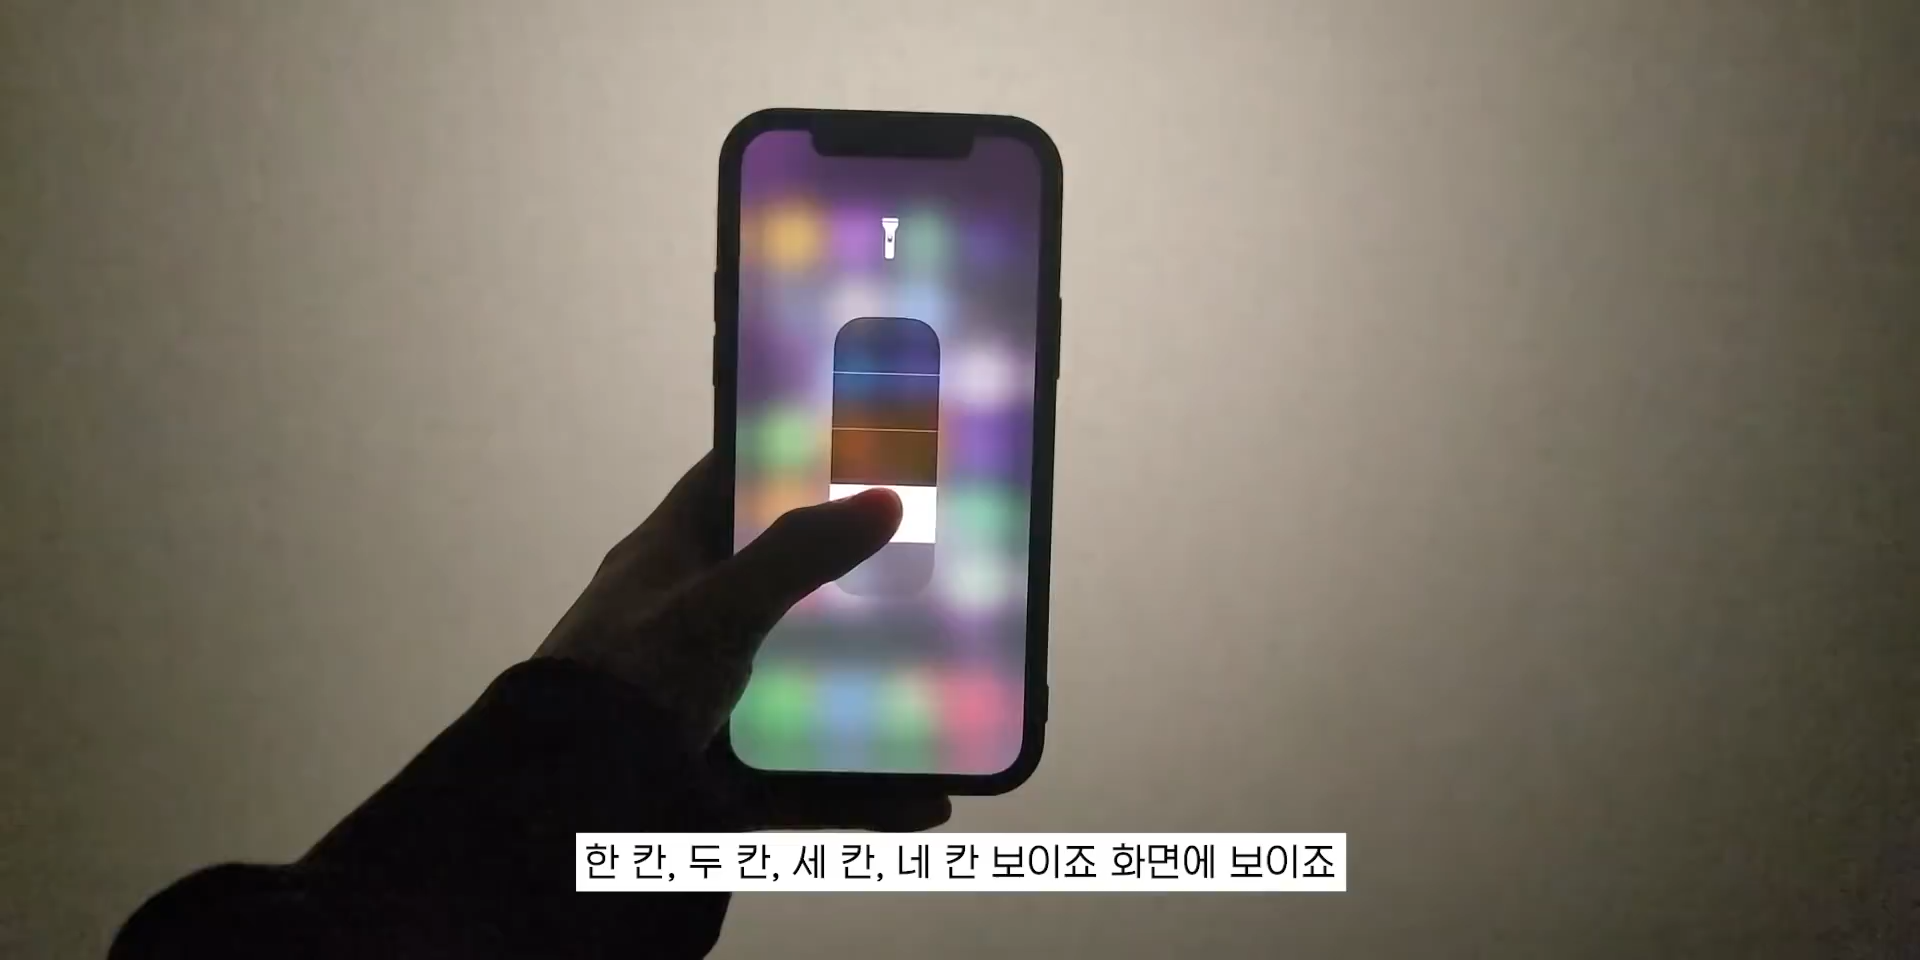 한 칸, 두 칸, 세 칸, 네 칸 보이죠 화면에 보이죠